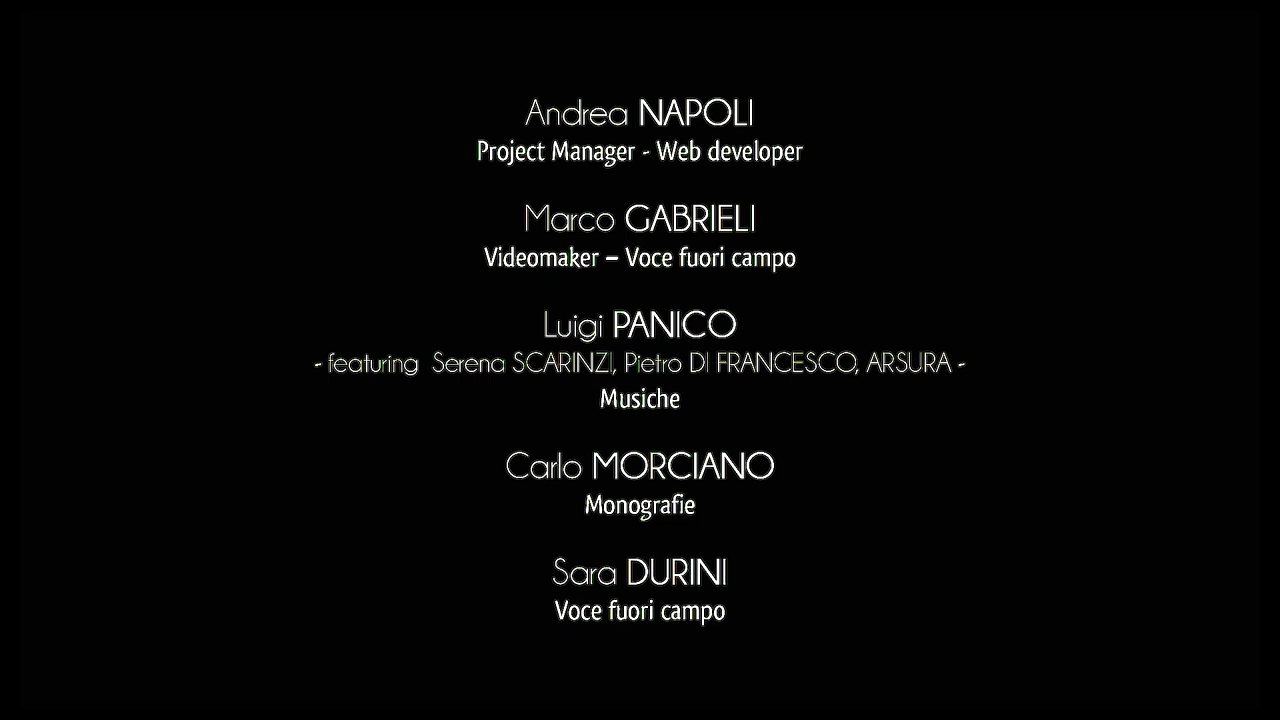 Andrea NAPOLI
Project Manager - Web developer
Marco GABRIELI
Videomaker – Voce fuori campo
Luigi PANICO
- featuring Serena SCARINZI, Pietro DI FRANCESCO, ARSURA -
Musiche
Carlo MORCIANO
Monografie
Sara DURINI
Voce fuori campo